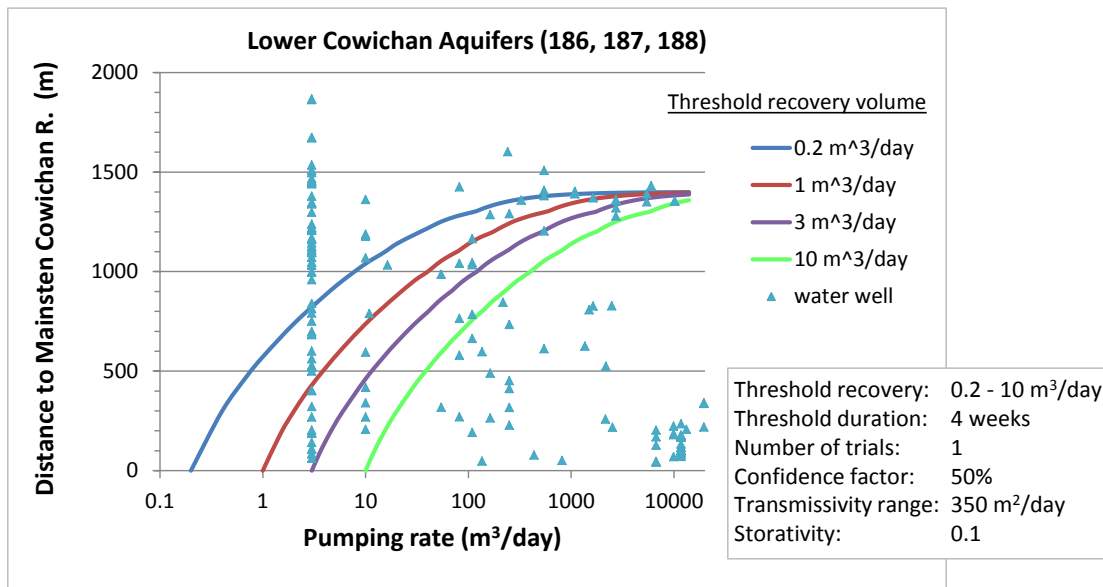 Lower Cowichan Aquifers (186, 187, 188)
Distance to Mainsten Cowichan R. (m)
2000
1500
1000
500
0
0.1 1 10 100 1000 10000
Pumping rate (m³/day)
Threshold recovery volume
0.2 m^3/day
1 m^3/day
3 m^3/day
10 m^3/day
water well
Threshold recovery: 0.2 - 10 m³/day
Threshold duration: 4 weeks
Number of trials: 1
Confidence factor: 50%
Transmissivity range: 350 m²/day
Storativity: 0.1